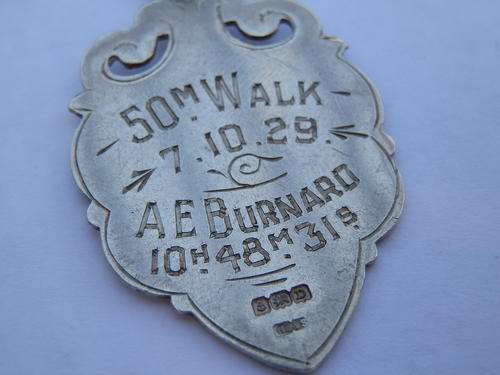 50M WALK
7.10.29.
A E BURNARD
10H 48M 31S